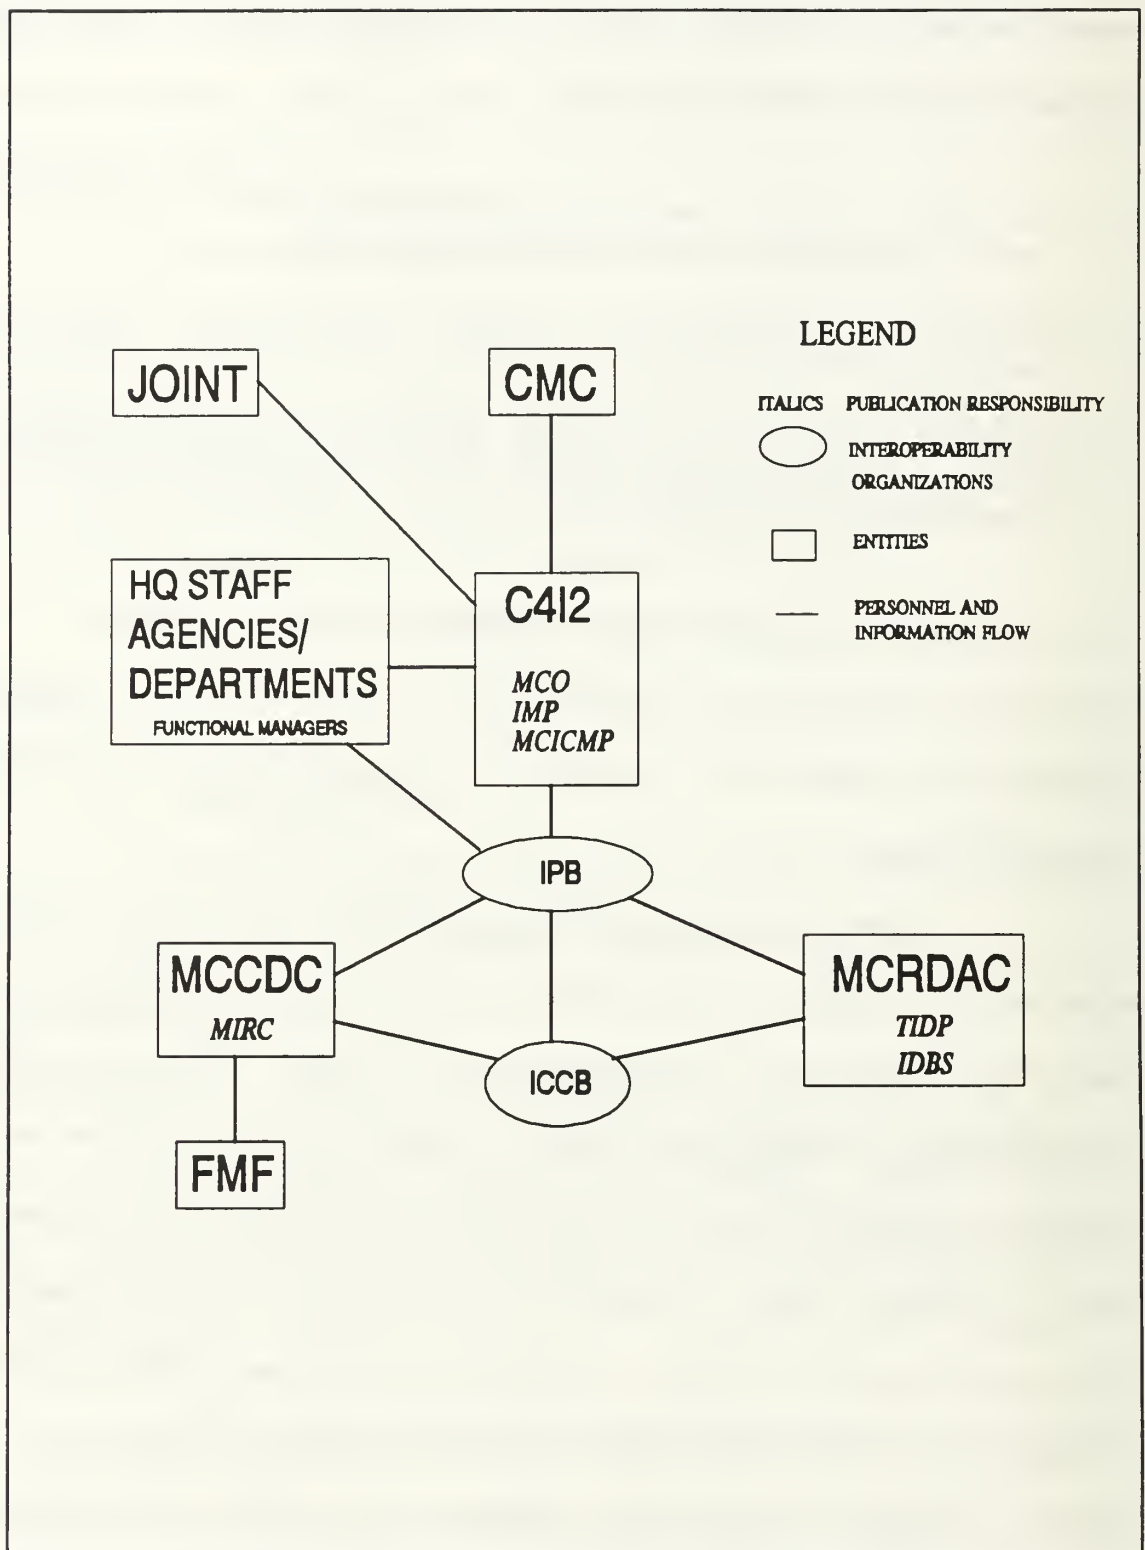 LEGEND
JOINT
CMC
ITALICS PUBLICATION RESPONSIBILITY
INTEROPERABILITY
ORGANIZATIONS
ENTITIES
PERSONNEL AND
INFORMATION FLOW
HQ STAFF
AGENCIES/
DEPARTMENTS
FUNCTIONAL MANAGERS
C4I2
MCO
IMP
MCICMP
IPB
MCCDC
MIRC
MCRDAC
TIDP
IDBS
ICCB
FMF